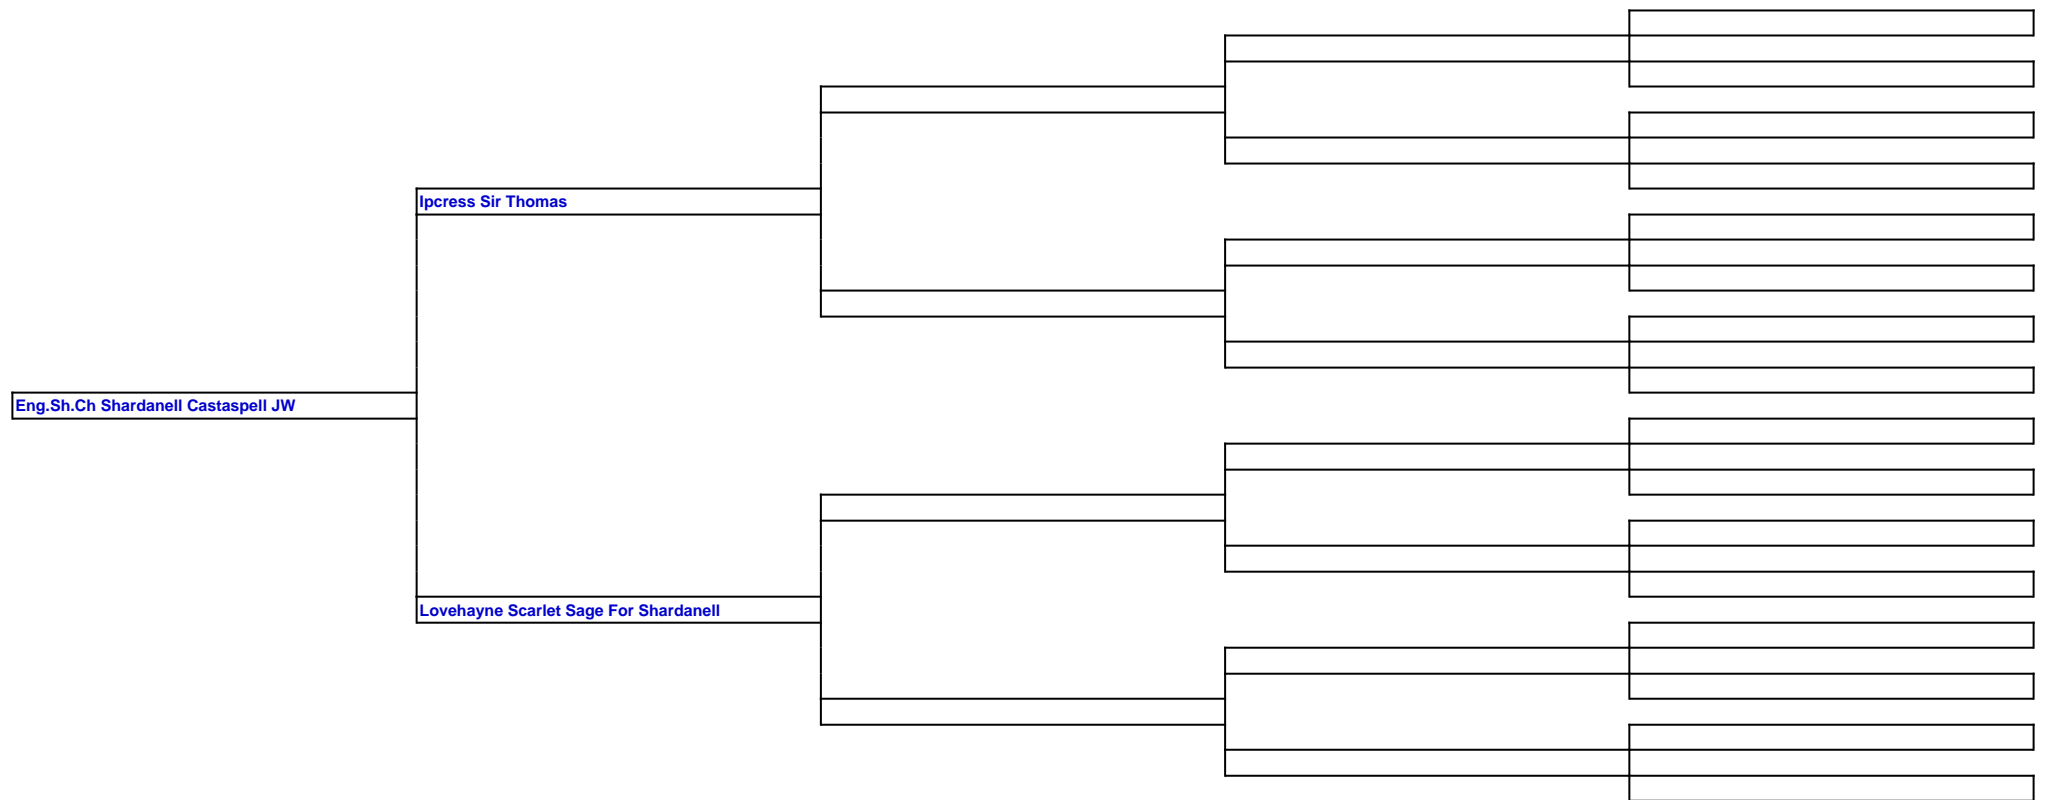 Ipcress Sir Thomas
Eng.Sh.Ch Shardanell Castaspell JW
Lovehayne Scarlet Sage For Shardanell